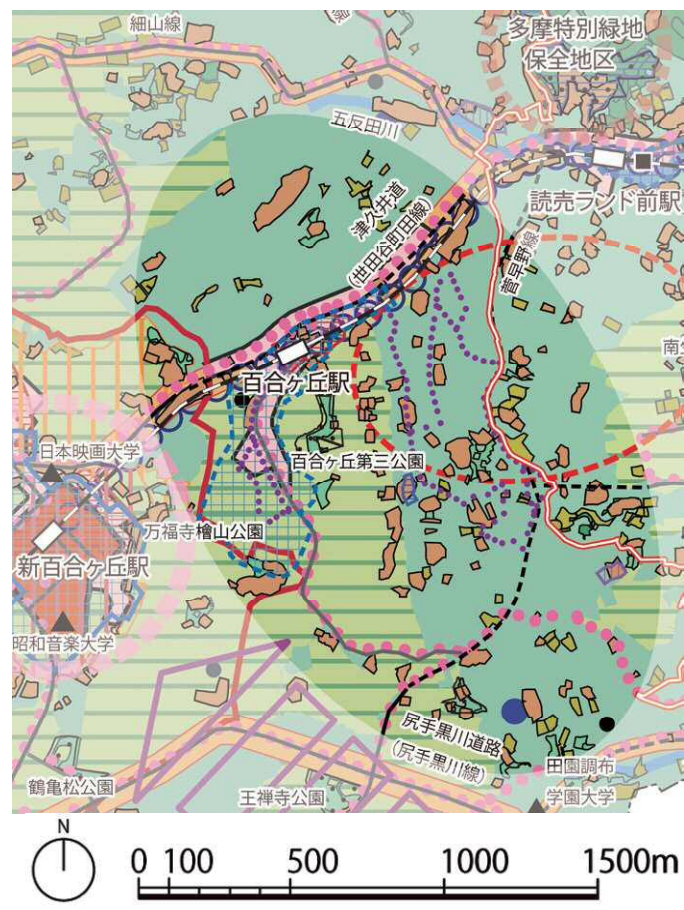 細山線
多摩特別緑地
保全地区
五反田川
津久井道
(世田谷町田線)
読売ランド前駅
菅早野線
百合ヶ丘駅
日本映画大学
百合ヶ丘第三公園
万福寺檜山公園
新百合ヶ丘駅
昭和音楽大学
尻手黒川道路
(尻手黒川線)
鶴亀松公園
王禅寺公園
田園調布
学園大学
N
0 100 500 1000 1500m